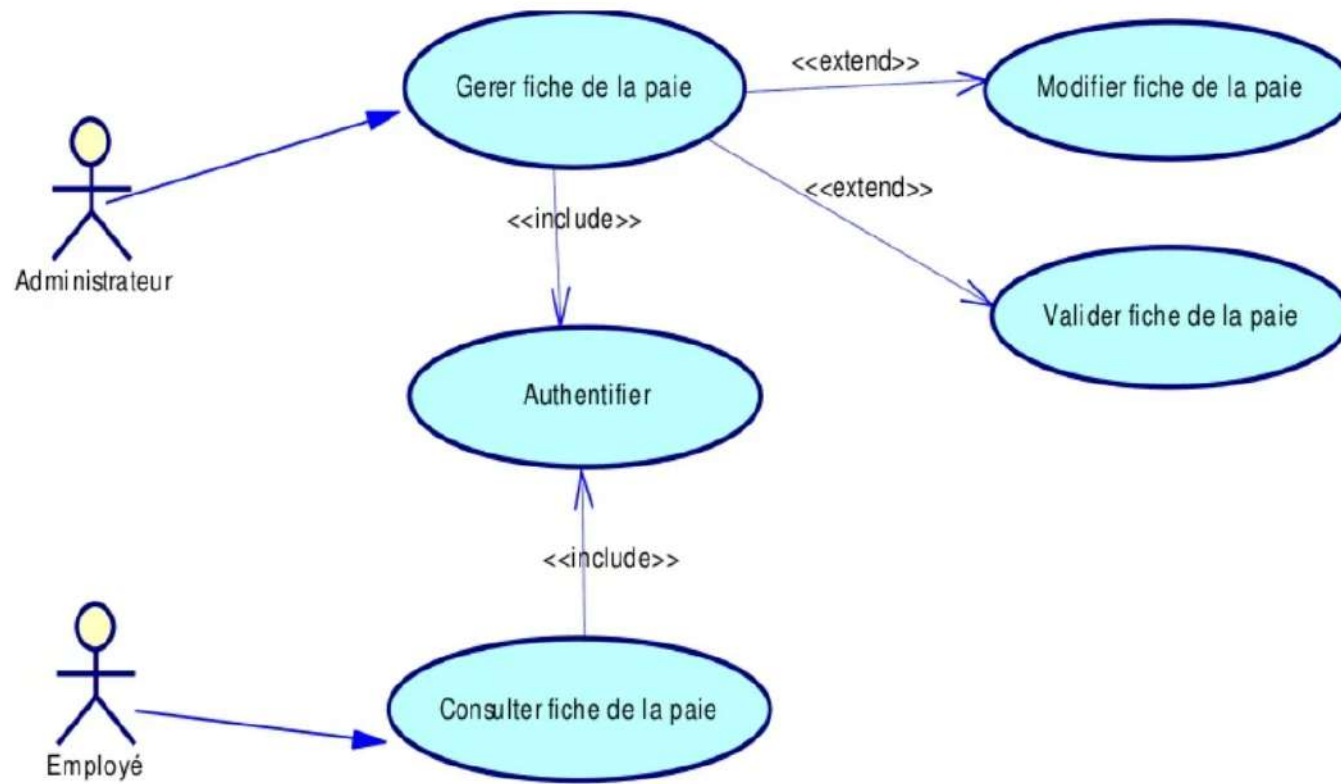 Gerer fiche de la paie
<<extend>>
Modifier fiche de la paie
<<extend>>
<<include>>
Administrateur
Valider fiche de la paie
Authentifier
<<include>>
Consulter fiche de la paie
Employé